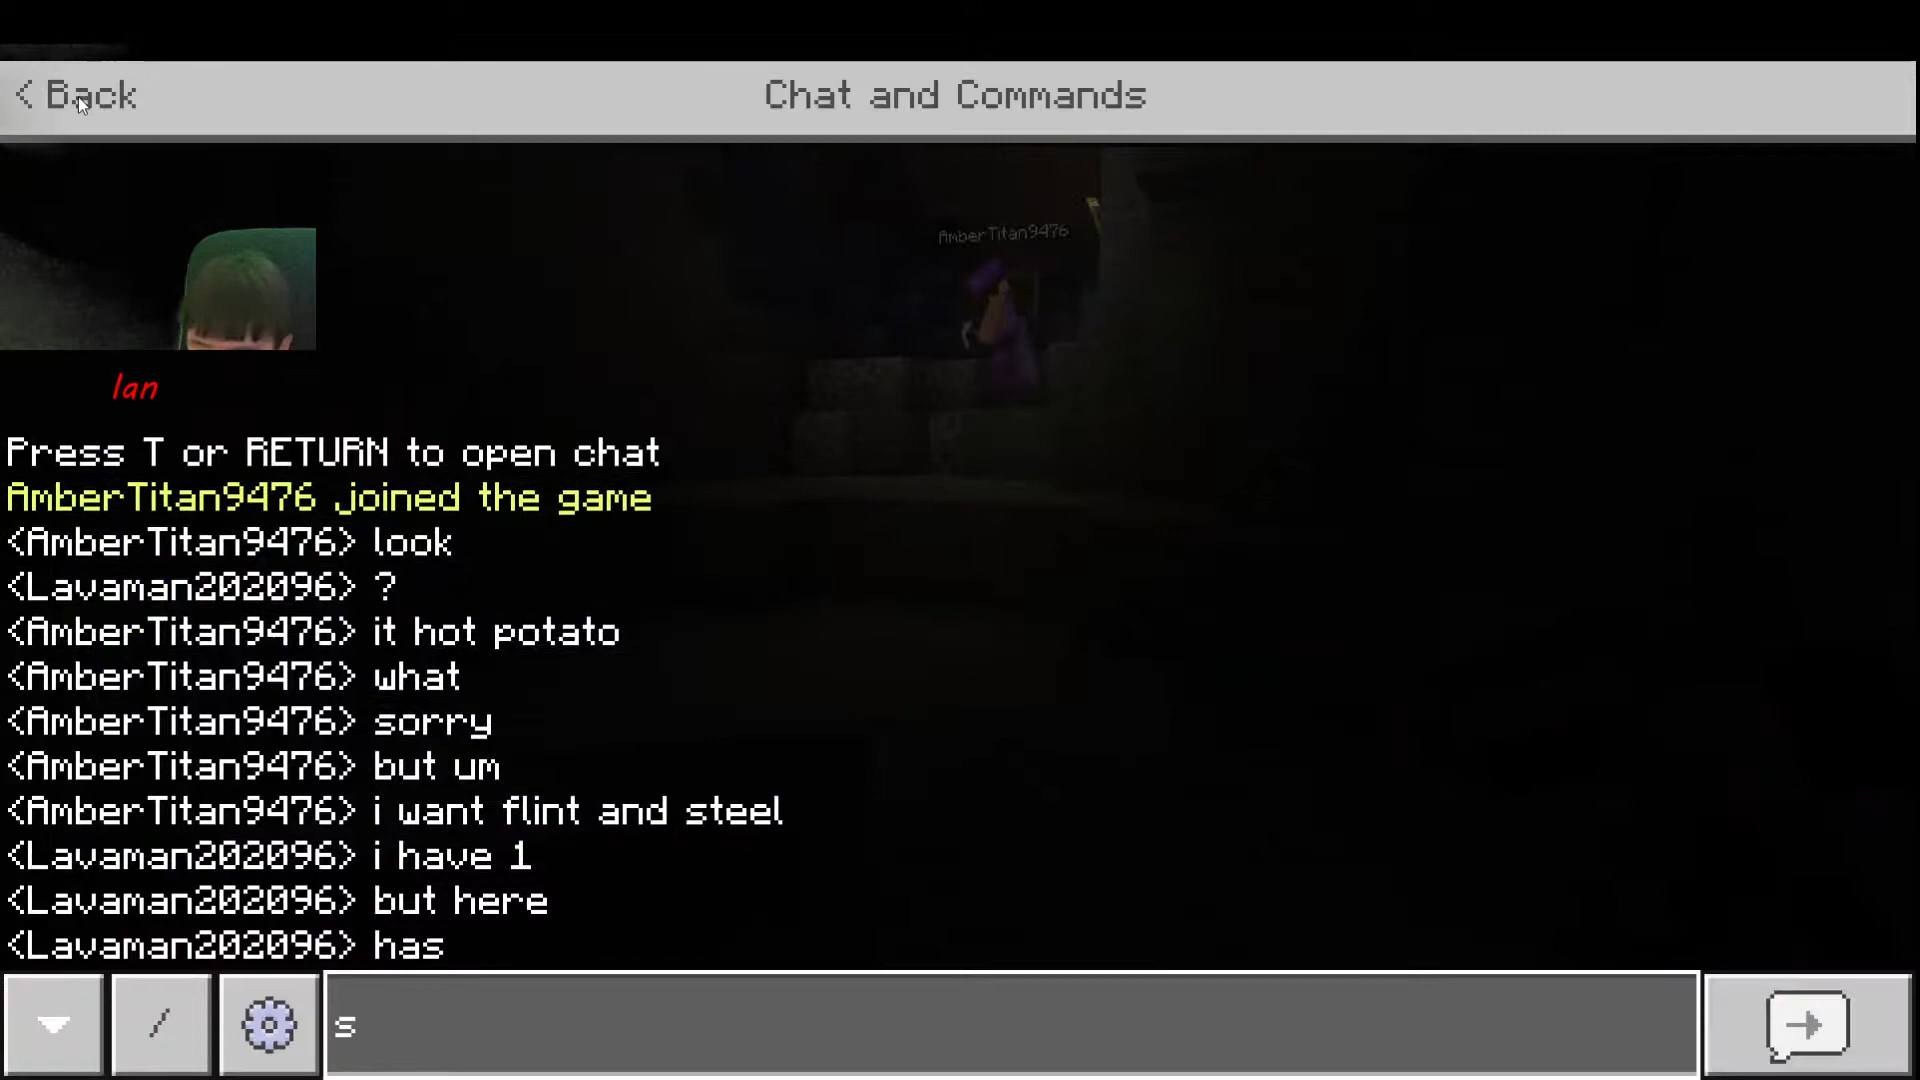 < Back
Chat and Commands
AmberTitan9476
Ian
Press T or RETURN to open chat
AmberTitan9476 joined the game
<AmberTitan9476> look
<Lavaman202096> ?
<AmberTitan9476> it hot potato
<AmberTitan9476> what
<AmberTitan9476> sorry
<AmberTitan9476> but um
<AmberTitan9476> i want flint and steel
<Lavaman202096> i have 1
<Lavaman202096> but here
<Lavaman202096> has
/
s